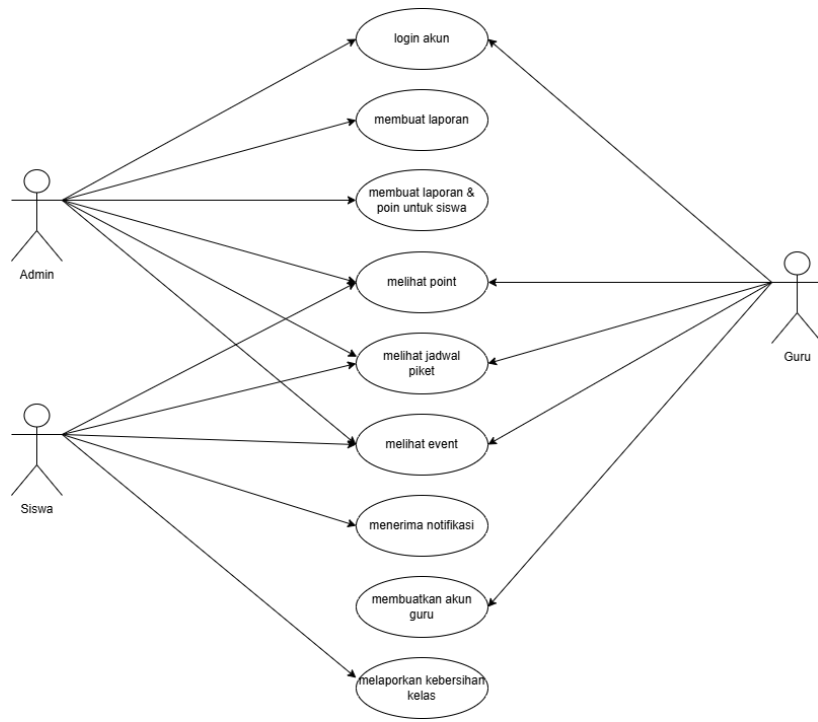 login akun
membuat laporan
membuat laporan &
poin untuk siswa
Admin
melihat point
Guru
melihat jadwal
piket
melihat event
Siswa
menerima notifikasi
membuatkan akun
guru
melaporkan kebersihan
kelas